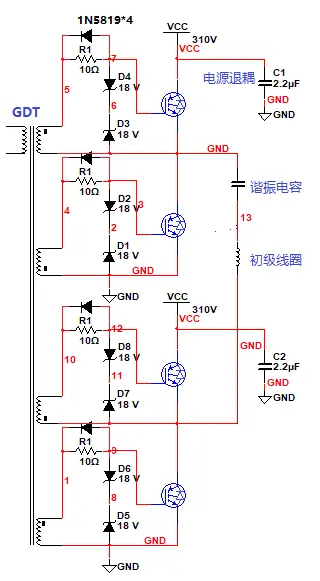 1N5819*4
VCC
310V
VCC
R1
10Ω
7
D4
18 V
电源退耦
C1
2.2μF
5
6
GND
GDT
D3
18 V
GND
GND
R1
10Ω
D2
18 V
3
谐振电容
4
2
13
D1
18 V
初级线圈
GND
GND
VCC
310V
VCC
R1
10Ω
12
D8
18 V
GND
C2
2.2μF
10
11
GND
D7
18 V
GND
R1
10Ω
9
D6
18 V
1
8
D5
18 V
GND
GND